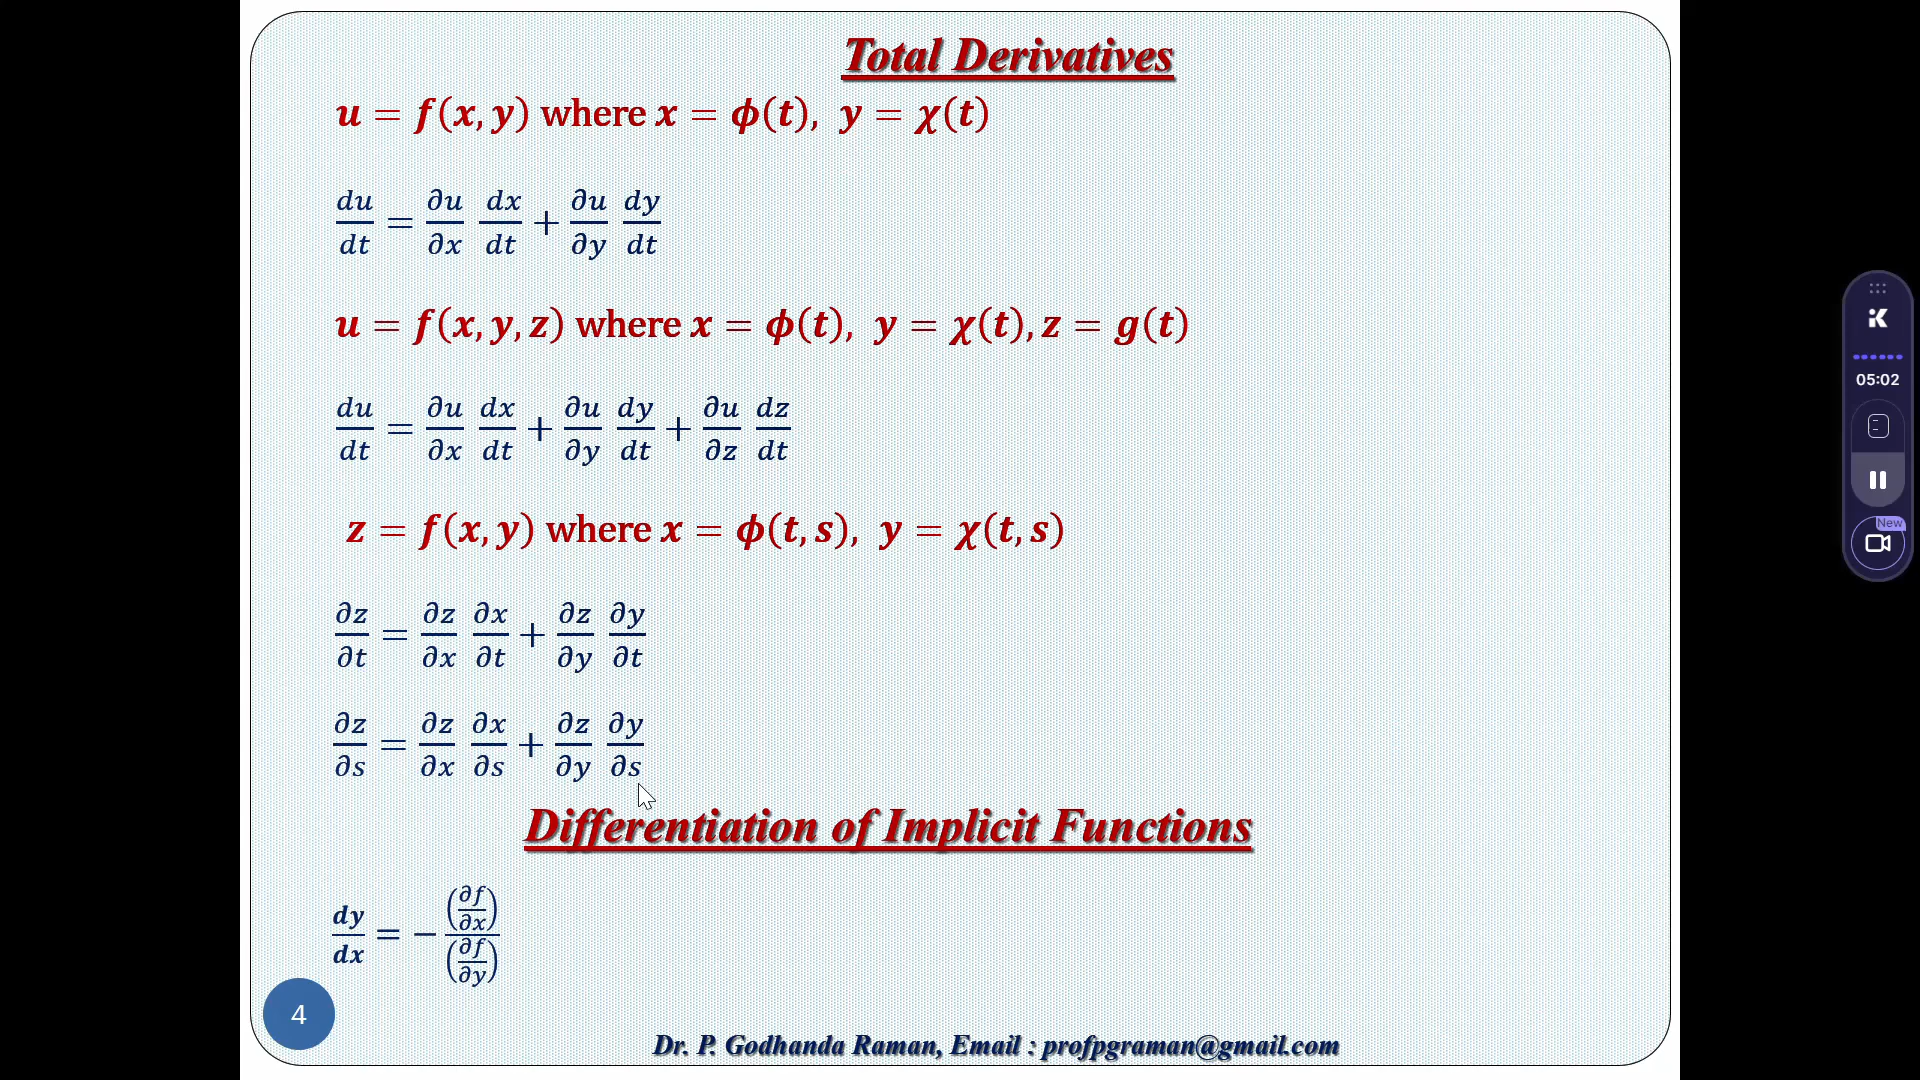 Total Derivatives
u = f(x, y) where x = ϕ(t), y = χ(t)
du/dt = ∂u/∂x dx/dt + ∂u/∂y dy/dt
u = f(x, y, z) where x = ϕ(t), y = χ(t), z = g(t)
du/dt = ∂u/∂x dx/dt + ∂u/∂y dy/dt + ∂u/∂z dz/dt
z = f(x, y) where x = ϕ(t, s), y = χ(t, s)
∂z/∂t = ∂z/∂x ∂x/∂t + ∂z/∂y ∂y/∂t
∂z/∂s = ∂z/∂x ∂x/∂s + ∂z/∂y ∂y/∂s
Differentiation of Implicit Functions
dy/dx = − (∂f/∂x)/(∂f/∂y)
4
Dr. P. Godhanda Raman, Email : profpgraman@gmail.com
05:02
New